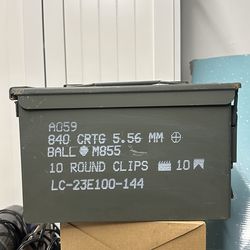 A059
840 CRTG 5.56 MM
BALL M855
10 ROUND CLIPS 10
LC-23E100-144